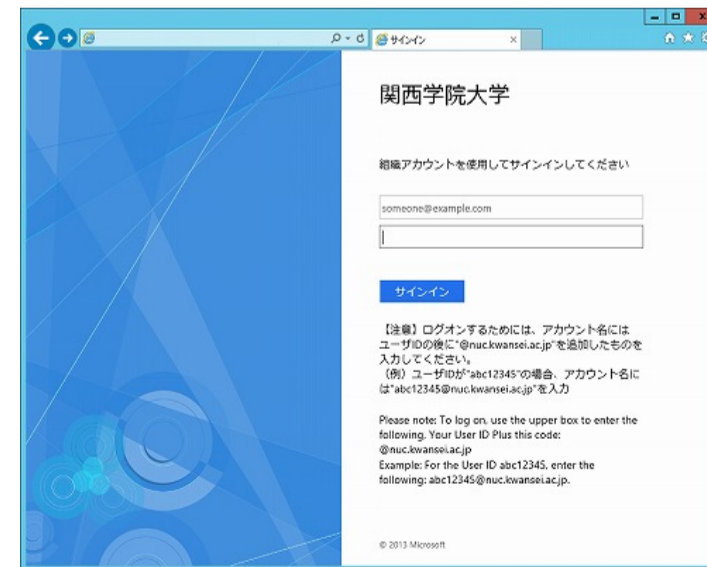 サインイン
関西学院大学
組織アカウントを使用してサインインしてください
someone@example.com
サインイン
【注意】ログオンするためには、アカウント名には
ユーザIDの後に"@nuc.kwansei.ac.jp"を追加したものを
入力してください。
（例）ユーザIDが"abc12345"の場合、アカウント名に
は"abc12345@nuc.kwansei.ac.jp"を入力
Please note: To log on, use the upper box to enter the
following. Your User ID Plus this code:
@nuc.kwansei.ac.jp
Example: For the User ID abc12345, enter the
following: abc12345@nuc.kwansei.ac.jp.
© 2013 Microsoft